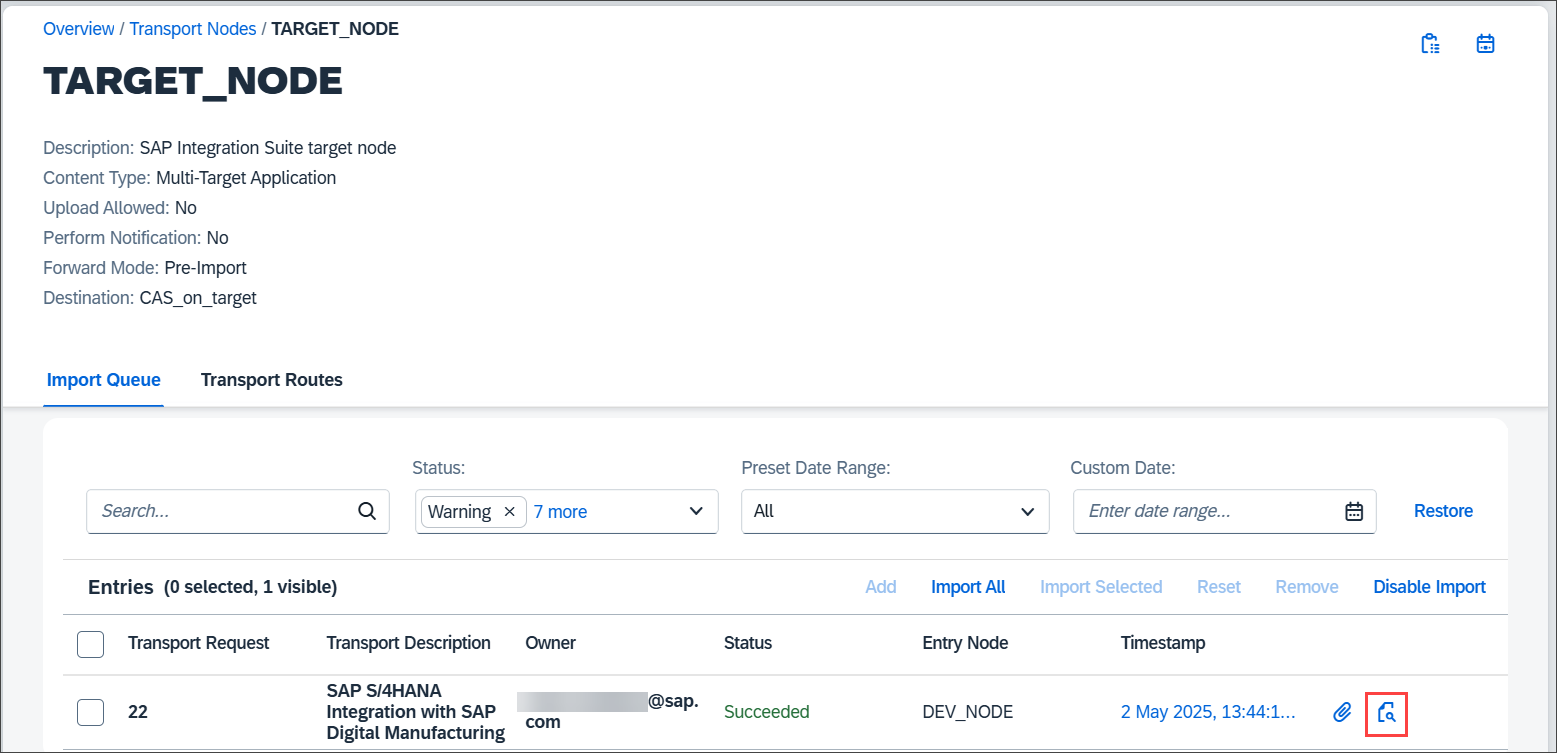 Overview / Transport Nodes / TARGET_NODE
TARGET_NODE
Description: SAP Integration Suite target node
Content Type: Multi-Target Application
Upload Allowed: No
Perform Notification: No
Forward Mode: Pre-Import
Destination: CAS_on_target
Import Queue Transport Routes
Status: Preset Date Range: Custom Date:
Search... Warning 7 more All Enter date range... Restore
Entries (0 selected, 1 visible) Add Import All Import Selected Reset Remove Disable Import
Transport Request Transport Description Owner Status Entry Node Timestamp
22
SAP S/4HANA
Integration with SAP
Digital Manufacturing
@sap.
com
Succeeded
DEV_NODE
2 May 2025, 13:44:1...